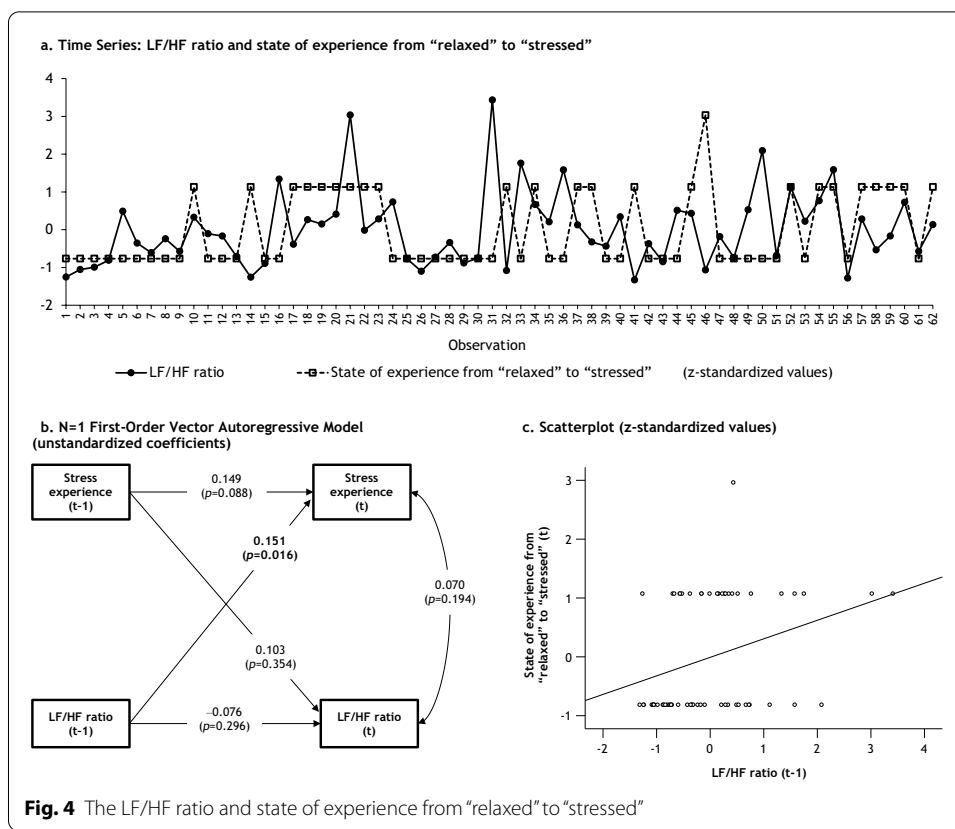 a. Time Series: LF/HF ratio and state of experience from “relaxed” to “stressed”
4
3
2
1
0
-1
-2
1 2 3 4 5 6 7 8 9 10 11 12 13 14 15 16 17 18 19 20 21 22 23 24 25 26 27 28 29 30 31 32 33 34 35 36 37 38 39 40 41 42 43 44 45 46 47 48 49 50 51 52 53 54 55 56 57 58 59 60 61 62
Observation
LF/HF ratio State of experience from “relaxed” to “stressed” (z-standardized values)
b. N=1 First-Order Vector Autoregressive Model
(unstandardized coefficients)
Stress
experience
(t-1)
0.149
(p=0.088)
Stress
experience
(t)
0.151
(p=0.016)
0.070
(p=0.194)
0.103
(p=0.354)
LF/HF ratio
(t-1)
−0.076
(p=0.296)
LF/HF ratio
(t)
c. Scatterplot (z-standardized values)
State of experience from
“relaxed” to “stressed” (t)
3
2
1
0
-1
-2 -1 0 1 2 3 4
LF/HF ratio (t-1)
Fig. 4 The LF/HF ratio and state of experience from “relaxed” to “stressed”